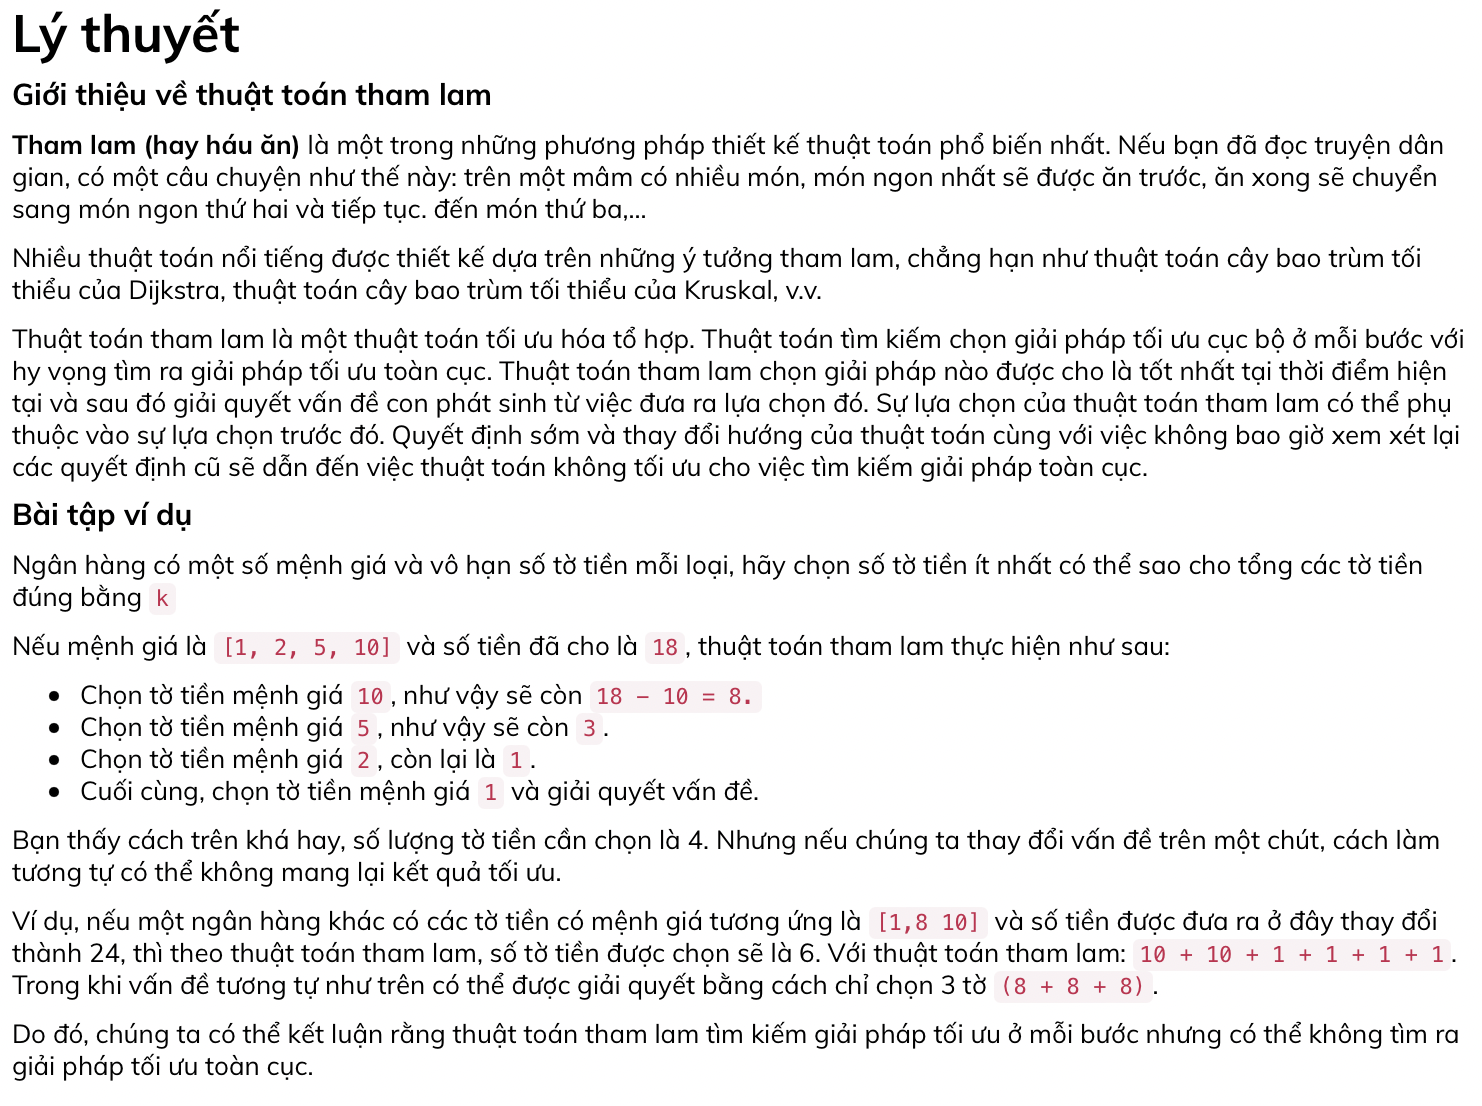 Lý thuyết
Giới thiệu về thuật toán tham lam
Tham lam (hay háu ăn) là một trong những phương pháp thiết kế thuật toán phổ biến nhất. Nếu bạn đã đọc truyện dân
gian, có một câu chuyện như thế này: trên một mâm có nhiều món, món ngon nhất sẽ được ăn trước, ăn xong sẽ chuyển
sang món ngon thứ hai và tiếp tục. đến món thứ ba,...
Nhiều thuật toán nổi tiếng được thiết kế dựa trên những ý tưởng tham lam, chẳng hạn như thuật toán cây bao trùm tối
thiểu của Dijkstra, thuật toán cây bao trùm tối thiểu của Kruskal, v.v.
Thuật toán tham lam là một thuật toán tối ưu hóa tổ hợp. Thuật toán tìm kiếm chọn giải pháp tối ưu cục bộ ở mỗi bước với
hy vọng tìm ra giải pháp tối ưu toàn cục. Thuật toán tham lam chọn giải pháp nào được cho là tốt nhất tại thời điểm hiện
tại và sau đó giải quyết vấn đề con phát sinh từ việc đưa ra lựa chọn đó. Sự lựa chọn của thuật toán tham lam có thể phụ
thuộc vào sự lựa chọn trước đó. Quyết định sớm và thay đổi hướng của thuật toán cùng với việc không bao giờ xem xét lại
các quyết định cũ sẽ dẫn đến việc thuật toán không tối ưu cho việc tìm kiếm giải pháp toàn cục.
Bài tập ví dụ
Ngân hàng có một số mệnh giá và vô hạn số tờ tiền mỗi loại, hãy chọn số tờ tiền ít nhất có thể sao cho tổng các tờ tiền
đúng bằng k
Nếu mệnh giá là [1, 2, 5, 10] và số tiền đã cho là 18, thuật toán tham lam thực hiện như sau:
• Chọn tờ tiền mệnh giá 10, như vậy sẽ còn 18 − 10 = 8.
• Chọn tờ tiền mệnh giá 5, như vậy sẽ còn 3.
• Chọn tờ tiền mệnh giá 2, còn lại là 1.
• Cuối cùng, chọn tờ tiền mệnh giá 1 và giải quyết vấn đề.
Bạn thấy cách trên khá hay, số lượng tờ tiền cần chọn là 4. Nhưng nếu chúng ta thay đổi vấn đề trên một chút, cách làm
tương tự có thể không mang lại kết quả tối ưu.
Ví dụ, nếu một ngân hàng khác có các tờ tiền có mệnh giá tương ứng là [1,8 10] và số tiền được đưa ra ở đây thay đổi
thành 24, thì theo thuật toán tham lam, số tờ tiền được chọn sẽ là 6. Với thuật toán tham lam: 10 + 10 + 1 + 1 + 1 + 1.
Trong khi vấn đề tương tự như trên có thể được giải quyết bằng cách chỉ chọn 3 tờ (8 + 8 + 8).
Do đó, chúng ta có thể kết luận rằng thuật toán tham lam tìm kiếm giải pháp tối ưu ở mỗi bước nhưng có thể không tìm ra
giải pháp tối ưu toàn cục.